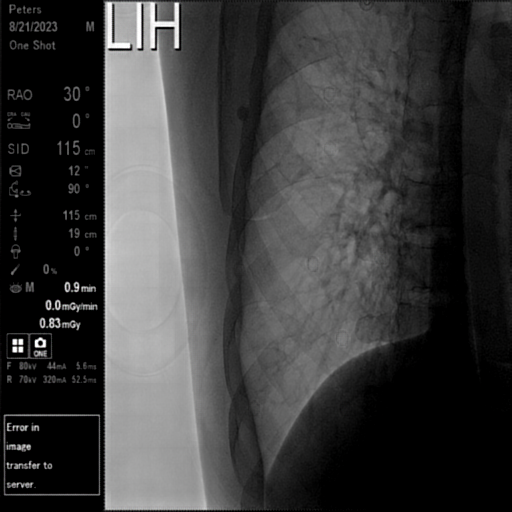 Peters
8/21/2023 M
One Shot
LIH
RAO 30 °
CRA CAU 0 °
SID 115 cm
12 °
90 °
115 cm
19 cm
0 °
0 %
M 0.9 min
0.0 mGy/min
0.83 mGy
ONE
F 80kV 44mA 5.6ms
R 70kV 320mA 52.5ms
Error in
image
transfer to
server.